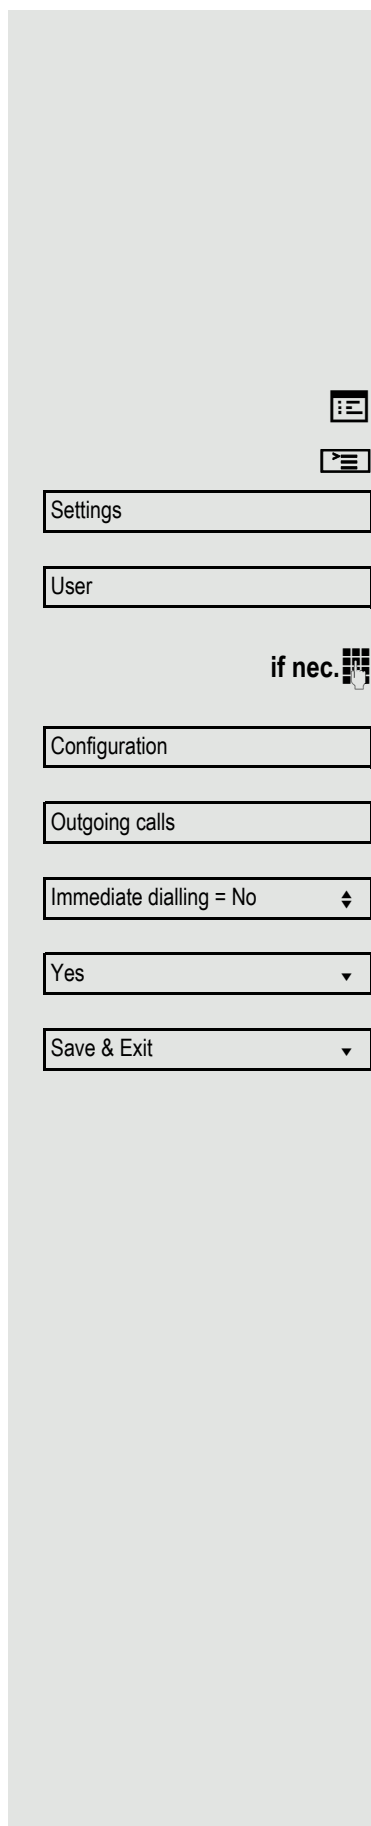 Settings
User
if nec.
Configuration
Outgoing calls
Immediate dialling = No
Yes
Save & Exit